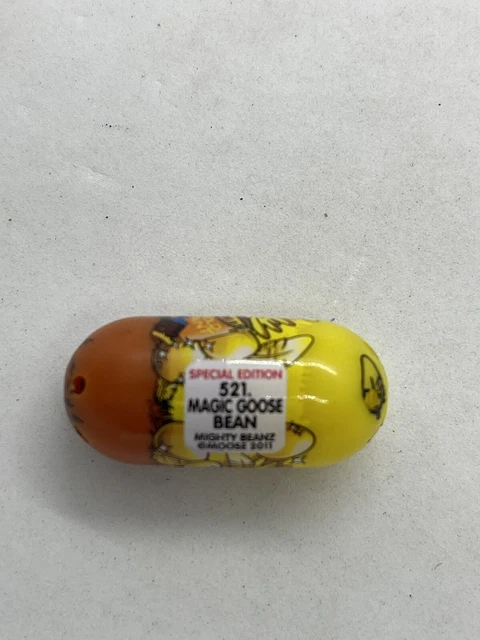 SPECIAL EDITION
521.
MAGIC GOOSE
BEAN
MIGHTY BEANZ
©MOOSE 2011